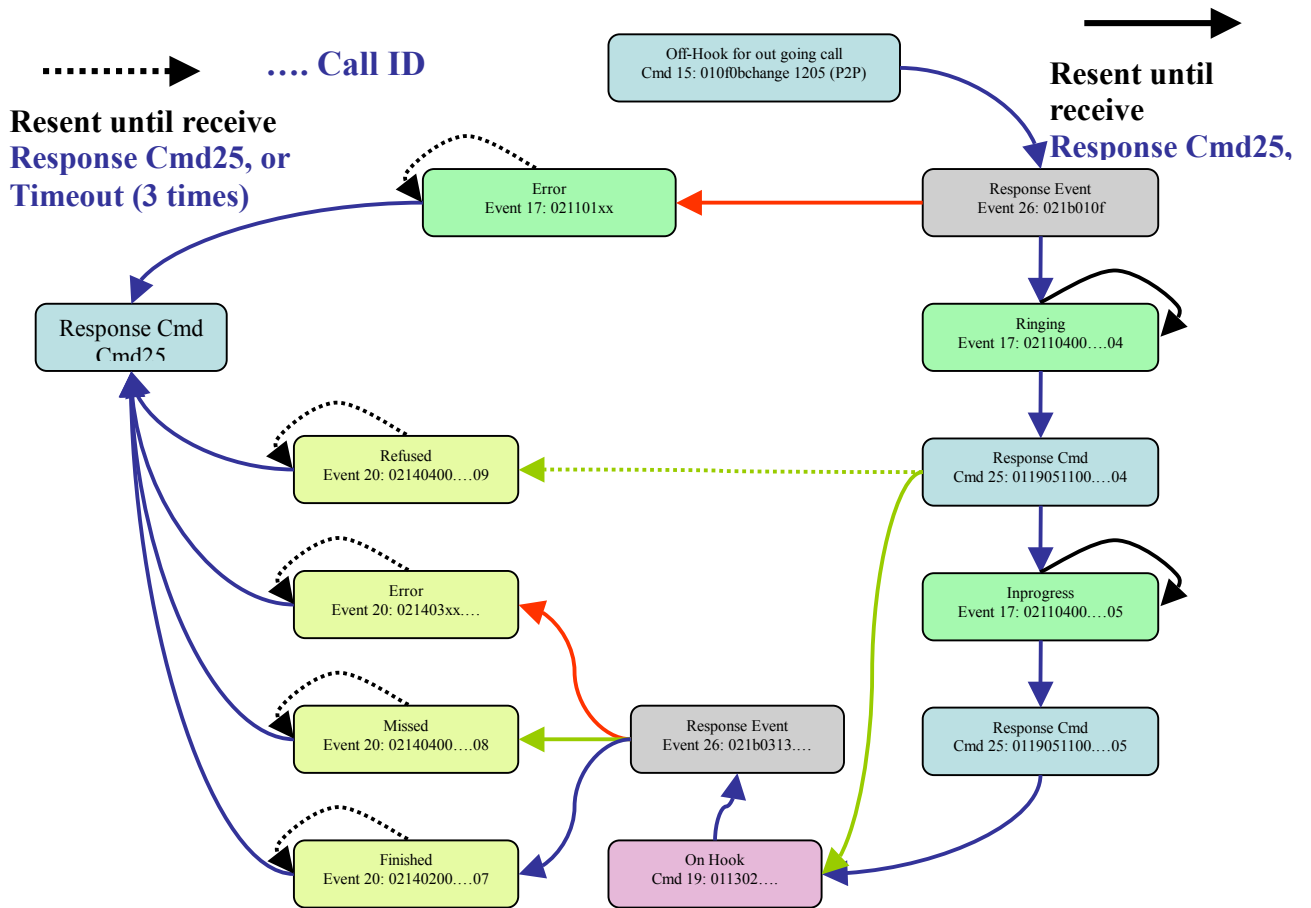 …. Call ID
Resent until receive
Response Cmd25, or
Timeout (3 times)
Off-Hook for out going call
Cmd 15: 010f0bchange 1205 (P2P)
Resent until
receive
Response Cmd25,
Error
Event 17: 021101xx
Response Event
Event 26: 021b010f
Response Cmd
Cmd25
Ringing
Event 17: 02110400….04
Refused
Event 20: 02140400….09
Response Cmd
Cmd 25: 0119051100….04
Error
Event 20: 021403xx….
Inprogress
Event 17: 02110400….05
Missed
Event 20: 02140400….08
Response Event
Event 26: 021b0313….
Response Cmd
Cmd 25: 0119051100….05
Finished
Event 20: 02140200….07
On Hook
Cmd 19: 011302….